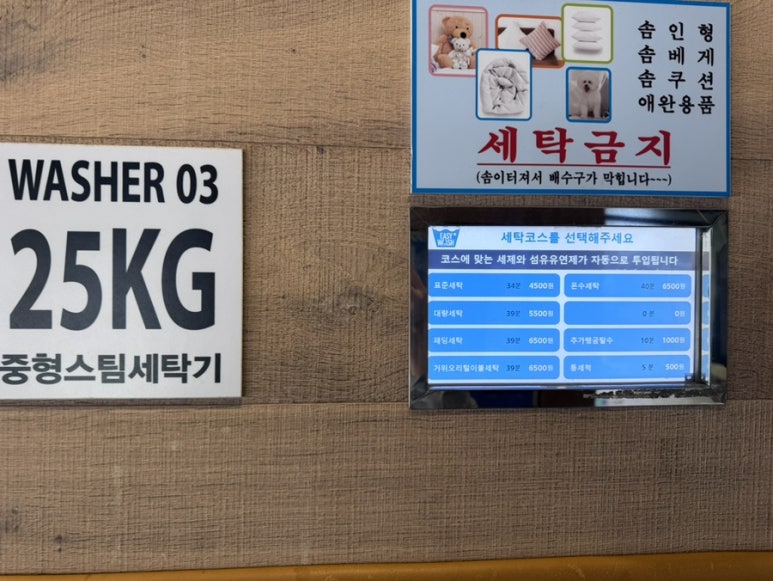 WASHER 03
25KG
중형스팀세탁기
솜 인 형
솜 베 게
솜 쿠 션
애완용품
세탁금지
(솜이터져서 배수구가 막힙니다~~~)
EASY WASH
세탁코스를 선택해주세요
코스에 맞는 세제와 섬유유연제가 자동으로 투입됩니다
표준세탁 34분 4500원
온수세탁 40분 6500원
대량세탁 39분 5500원
0분 0원
패딩세탁 39분 6500원
추가헹굼탈수 10분 1000원
거위오리털이불세탁 39분 6500원
통세척 5분 500원